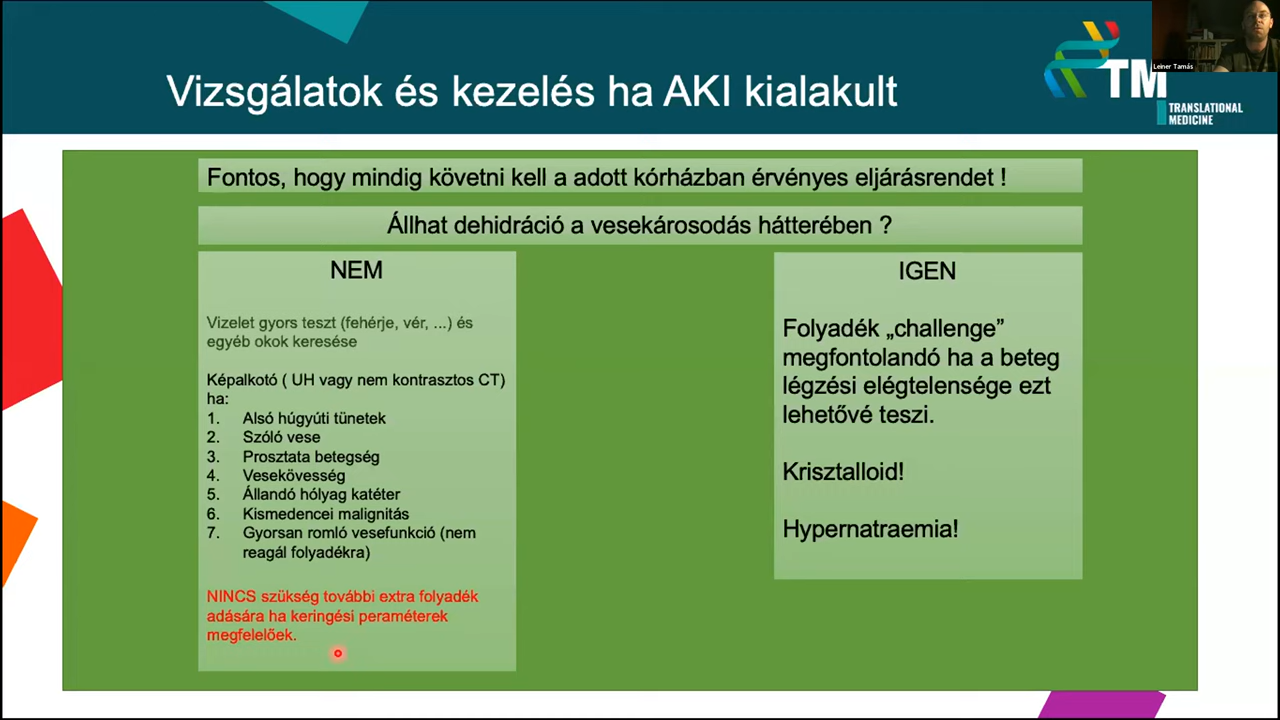 Vizsgálatok és kezelés ha AKI kialakult
TM
TRANSLATIONAL
MEDICINE
Leiner Tamás
Fontos, hogy mindig követni kell a adott kórházban érvényes eljárásrendet !
Állhat dehidráció a vesekárosodás hátterében ?
NEM
Vizelet gyors teszt (fehérje, vér, ...) és
egyéb okok keresése
Képalkotó ( UH vagy nem kontrasztos CT)
ha:
1. Alsó húgyúti tünetek
2. Szóló vese
3. Prosztata betegség
4. Vesekövesség
5. Állandó hólyag katéter
6. Kismedencei malignitás
7. Gyorsan romló vesefunkció (nem
reagál folyadékra)
NINCS szükség további extra folyadék
adására ha keringési peraméterek
megfelelőek.
IGEN
Folyadék „challenge”
megfontolandó ha a beteg
légzési elégtelensége ezt
lehetővé teszi.
Krisztalloid!
Hypernatraemia!